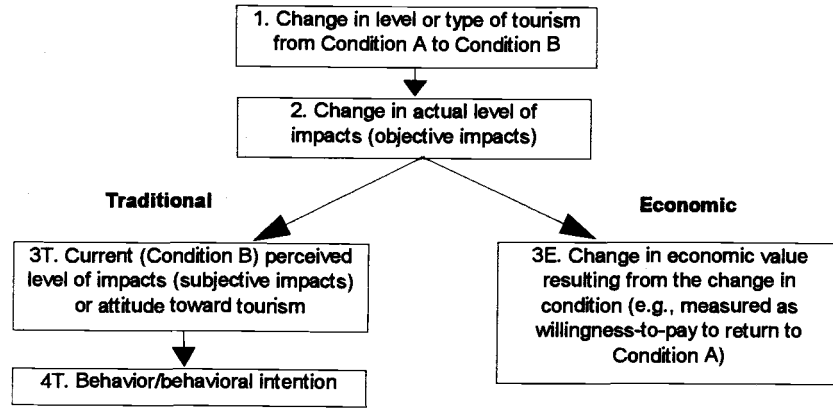 1. Change in level or type of tourism
from Condition A to Condition B
2. Change in actual level of
impacts (objective impacts)
Traditional
Economic
3T. Current (Condition B) perceived
level of impacts (subjective impacts)
or attitude toward tourism
3E. Change in economic value
resulting from the change in
condition (e.g., measured as
willingness-to-pay to return to
Condition A)
4T. Behavior/behavioral intention